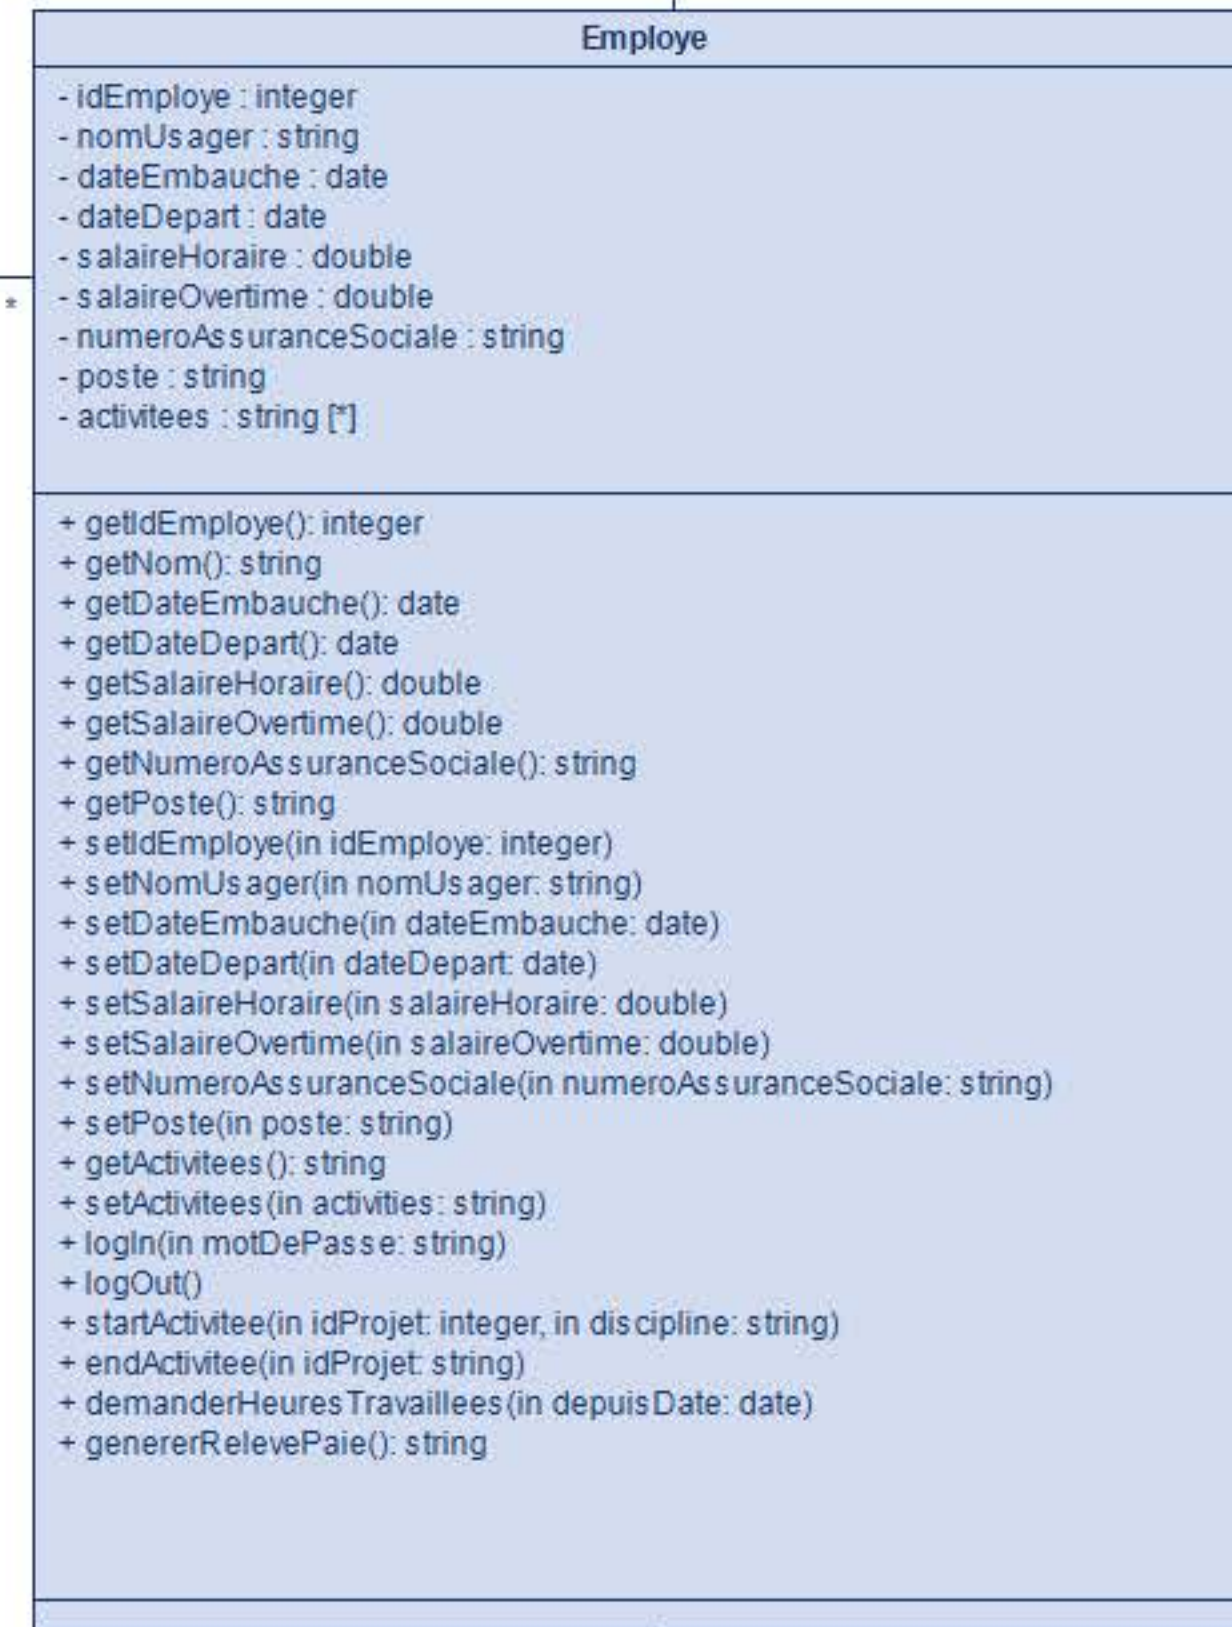 Employe
- idEmploye : integer
- nomUsager : string
- dateEmbauche : date
- dateDepart : date
- salaireHoraire : double
- salaireOvertime : double
*
- numeroAssuranceSociale : string
- poste : string
- activitees : string [*]
+ getIdEmploye(): integer
+ getNom(): string
+ getDateEmbauche(): date
+ getDateDepart(): date
+ getSalaireHoraire(): double
+ getSalaireOvertime(): double
+ getNumeroAssuranceSociale(): string
+ getPoste(): string
+ setIdEmploye(in idEmploye: integer)
+ setNomUsager(in nomUsager: string)
+ setDateEmbauche(in dateEmbauche: date)
+ setDateDepart(in dateDepart: date)
+ setSalaireHoraire(in salaireHoraire: double)
+ setSalaireOvertime(in salaireOvertime: double)
+ setNumeroAssuranceSociale(in numeroAssuranceSociale: string)
+ setPoste(in poste: string)
+ getActivitees(): string
+ setActivitees(in activities: string)
+ logIn(in motDePasse: string)
+ logOut()
+ startActivitee(in idProjet: integer, in discipline: string)
+ endActivitee(in idProjet: string)
+ demanderHeuresTravaillees(in depuisDate: date)
+ genererRelevePaie(): string